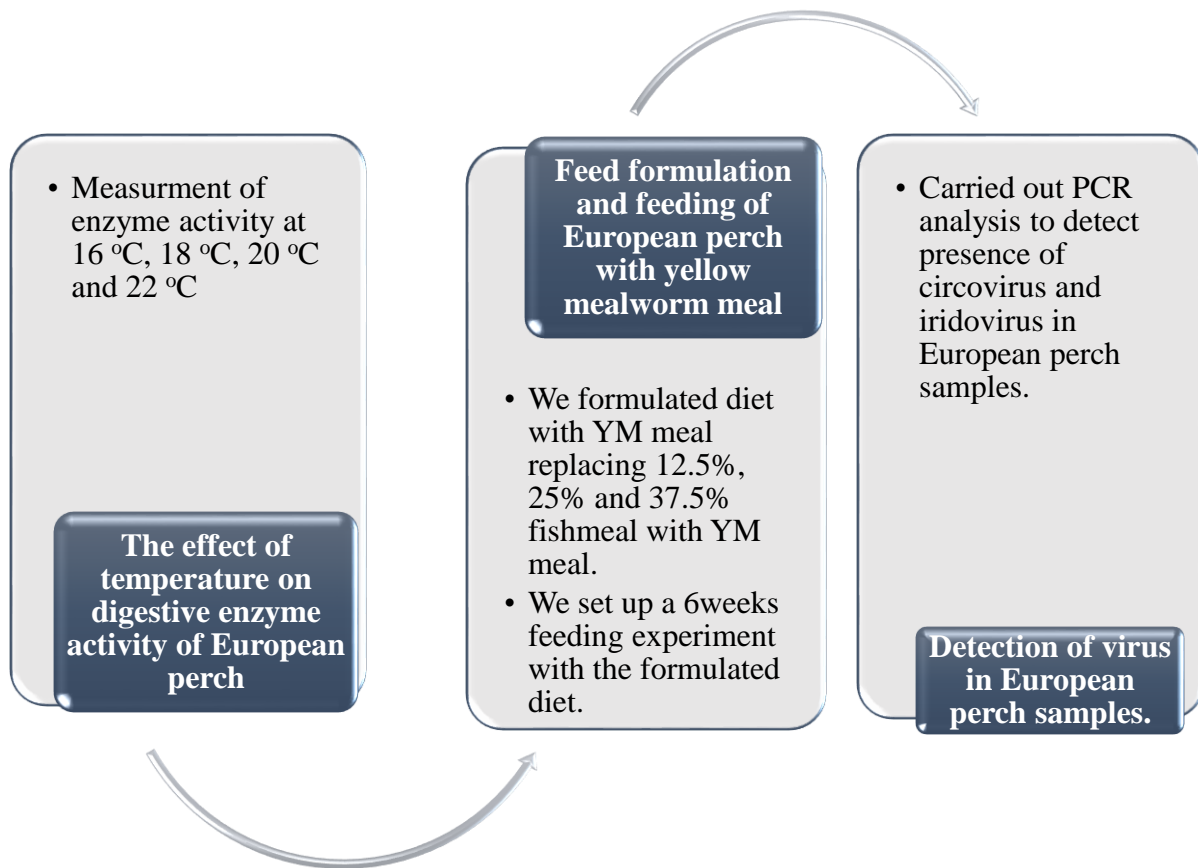 • Measurment of
enzyme activity at
16 °C, 18 °C, 20 °C
and 22 °C
The effect of
temperature on
digestive enzyme
activity of European
perch
Feed formulation
and feeding of
European perch
with yellow
mealworm meal
• We formulated diet
with YM meal
replacing 12.5%,
25% and 37.5%
fishmeal with YM
meal.
• We set up a 6weeks
feeding experiment
with the formulated
diet.
• Carried out PCR
analysis to detect
presence of
circovirus and
iridovirus in
European perch
samples.
Detection of virus
in European
perch samples.